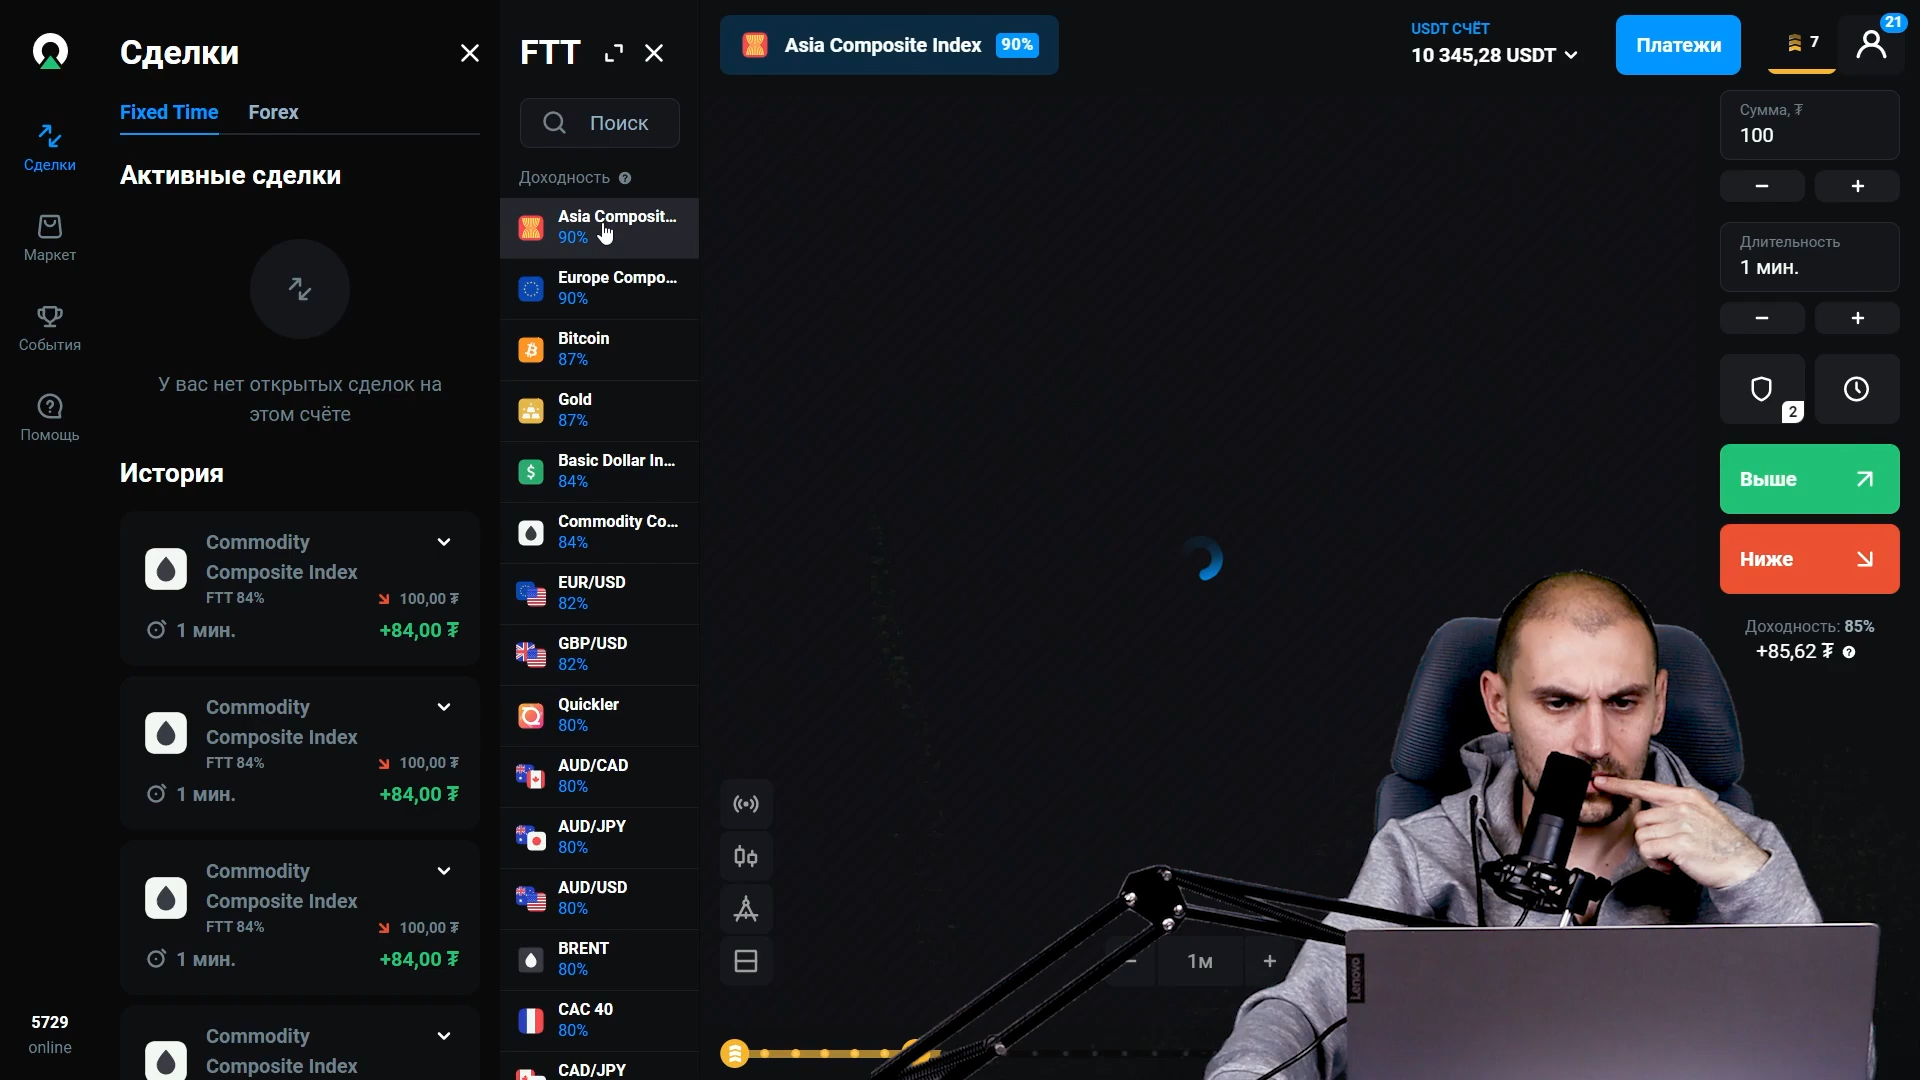 Сделки
Маркет
События
Помощь
5729
online
Сделки
Fixed Time
Forex
Активные сделки
У вас нет открытых сделок на
этом счёте
История
Commodity
Composite Index
FTT 84%
100,00 ₮
1 мин.
+84,00 ₮
Commodity
Composite Index
FTT 84%
100,00 ₮
1 мин.
+84,00 ₮
Commodity
Composite Index
FTT 84%
100,00 ₮
1 мин.
+84,00 ₮
Commodity
Composite Index
FTT
Поиск
Доходность
Asia Composit...
90%
Europe Compo...
90%
Bitcoin
87%
Gold
87%
Basic Dollar In...
84%
Commodity Co...
84%
EUR/USD
82%
GBP/USD
82%
Quickler
80%
AUD/CAD
80%
AUD/JPY
80%
AUD/USD
80%
BRENT
80%
CAC 40
80%
CAD/JPY
Asia Composite Index 90%
USDT СЧЁТ
10 345,28 USDT
Платежи
7
21
Сумма, ₮
100
− +
Длительность
1 мин.
− +
2
Выше
Ниже
Доходность: 85%
+85,62 ₮
− 1м +
Lenovo